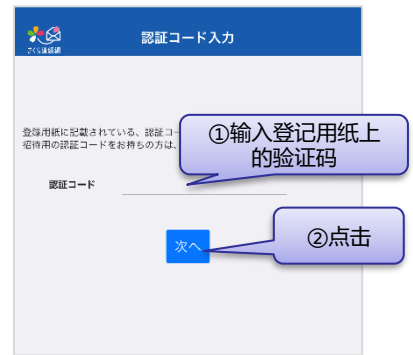 さくら連絡網
認証コード入力
登録用紙に記載されている、認証コー
招待用の認証コードをお持ちの方は、
①输入登记用纸上
的验证码
認証コード
次へ
②点击